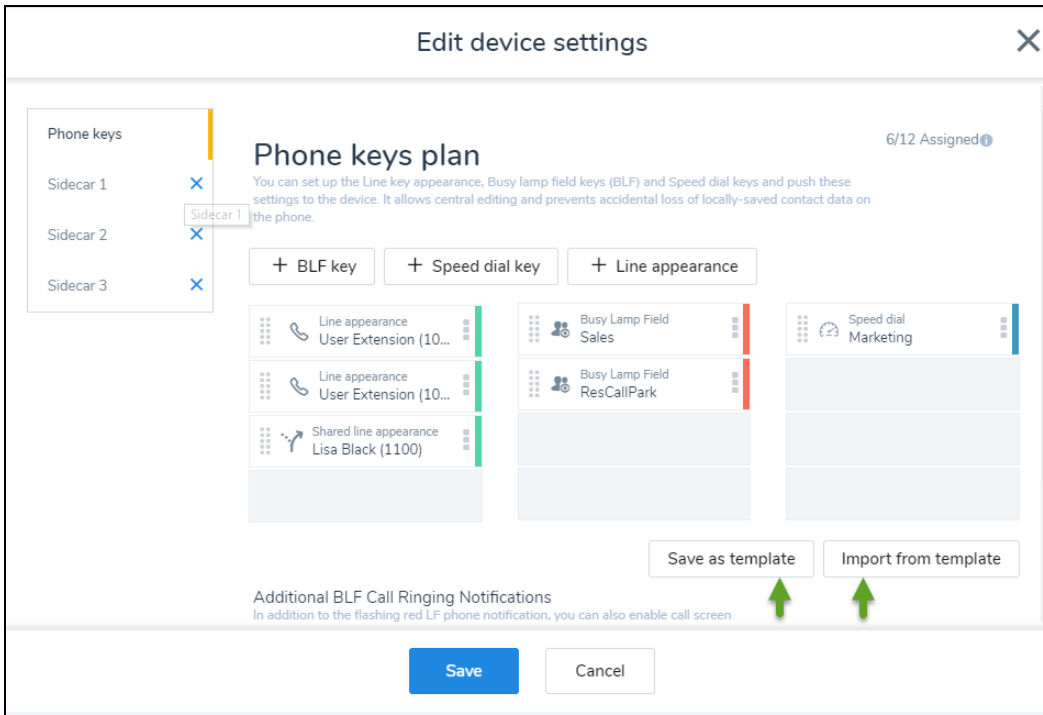 Edit device settings
Phone keys
Sidecar 1
Sidecar 1
Sidecar 2
Sidecar 3
6/12 Assigned
Phone keys plan
You can set up the Line key appearance, Busy lamp field keys (BLF) and Speed dial keys and push these
settings to the device. It allows central editing and prevents accidental loss of locally-saved contact data on
the phone.
+ BLF key
+ Speed dial key
+ Line appearance
Line appearance
User Extension (10...
Line appearance
User Extension (10...
Shared line appearance
Lisa Black (1100)
Busy Lamp Field
Sales
Busy Lamp Field
ResCallPark
Speed dial
Marketing
Save as template
Import from template
Additional BLF Call Ringing Notifications
In addition to the flashing red LF phone notification, you can also enable call screen
Save
Cancel